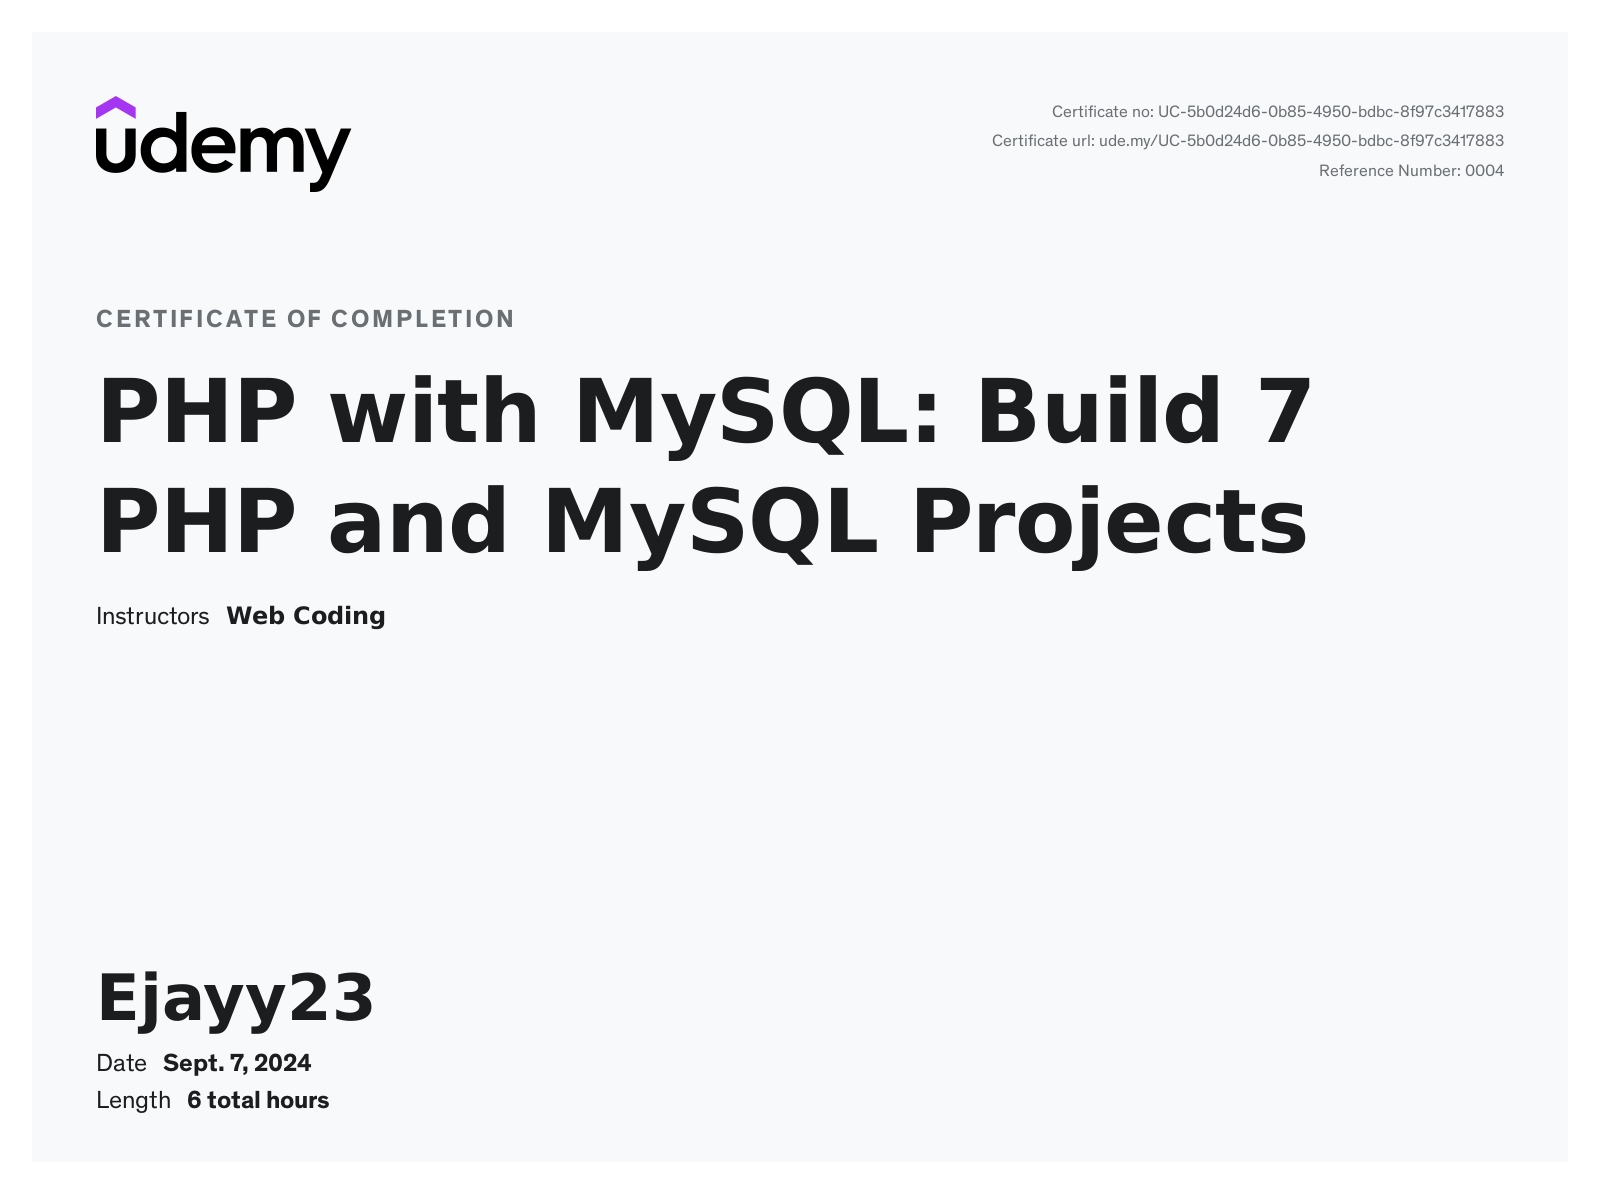 udemy
Certificate no: UC-5b0d24d6-0b85-4950-bdbc-8f97c3417883
Certificate url: ude.my/UC-5b0d24d6-0b85-4950-bdbc-8f97c3417883
Reference Number: 0004
CERTIFICATE OF COMPLETION
PHP with MySQL: Build 7
PHP and MySQL Projects
Instructors Web Coding
Ejayy23
Date Sept. 7, 2024
Length 6 total hours